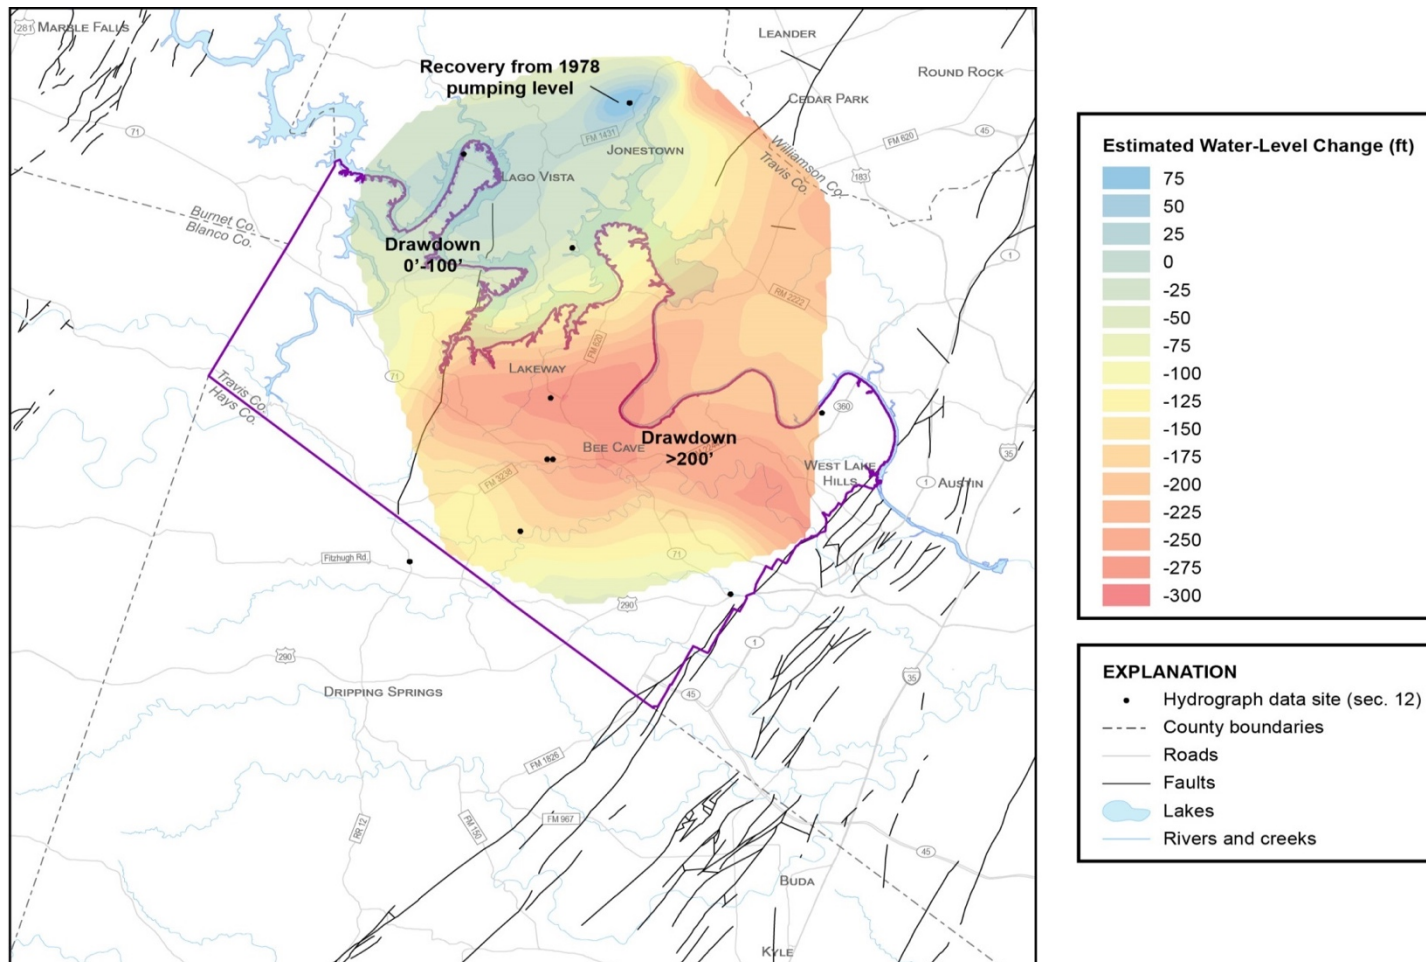 281 MARBLE FALLS
LEANDER
Recovery from 1978
pumping level
ROUND ROCK
CEDAR PARK
71
FM 1431
FM 620
45
JONESTOWN
Williamson Co.
Travis Co.
183
LAGO VISTA
Burnet Co.
Blanco Co.
Drawdown
0'-100'
1
RM 2222
FM 620
LAKEWAY
71
Travis Co.
Hays Co.
360
Drawdown
>200'
BEE CAVE
35
FM 3238
WEST LAKE
HILLS
1
AUSTIN
Fitzhugh Rd.
71
290
1
290
35
DRIPPING SPRINGS
45
FM 1826
RR 12
FM 150
FM 967
45
BUDA
KYLE
Estimated Water-Level Change (ft)
75
50
25
0
-25
-50
-75
-100
-125
-150
-175
-200
-225
-250
-275
-300
EXPLANATION
Hydrograph data site (sec. 12)
County boundaries
Roads
Faults
Lakes
Rivers and creeks